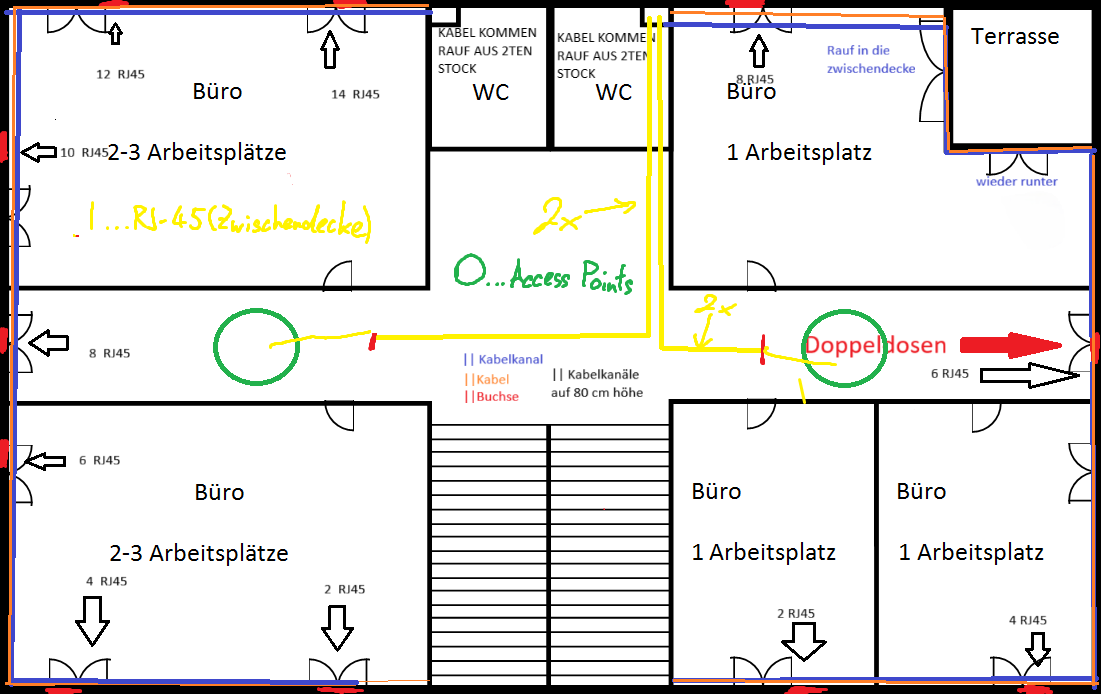 KABEL KOMMEN
RAUF AUS 2TEN
STOCK
WC
KABEL KOMMEN
RAUF AUS 2TEN
STOCK
WC
Terrasse
Rauf in die
zwischendecke
12 RJ45
14 RJ45
8 RJ45
Büro
Büro
10 RJ45
2-3 Arbeitsplätze
1 Arbeitsplatz
wieder runter
| ...RJ-45(Zwischendecke)
2x
O...Access Points
2x
8 RJ45
|| Kabelkanal
||Kabel
||Buchse
|| Kabelkanäle
auf 80 cm höhe
Doppeldosen
6 RJ45
6 RJ45
Büro
2-3 Arbeitsplätze
4 RJ45
2 RJ45
Büro
1 Arbeitsplatz
2 RJ45
Büro
1 Arbeitsplatz
4 RJ45